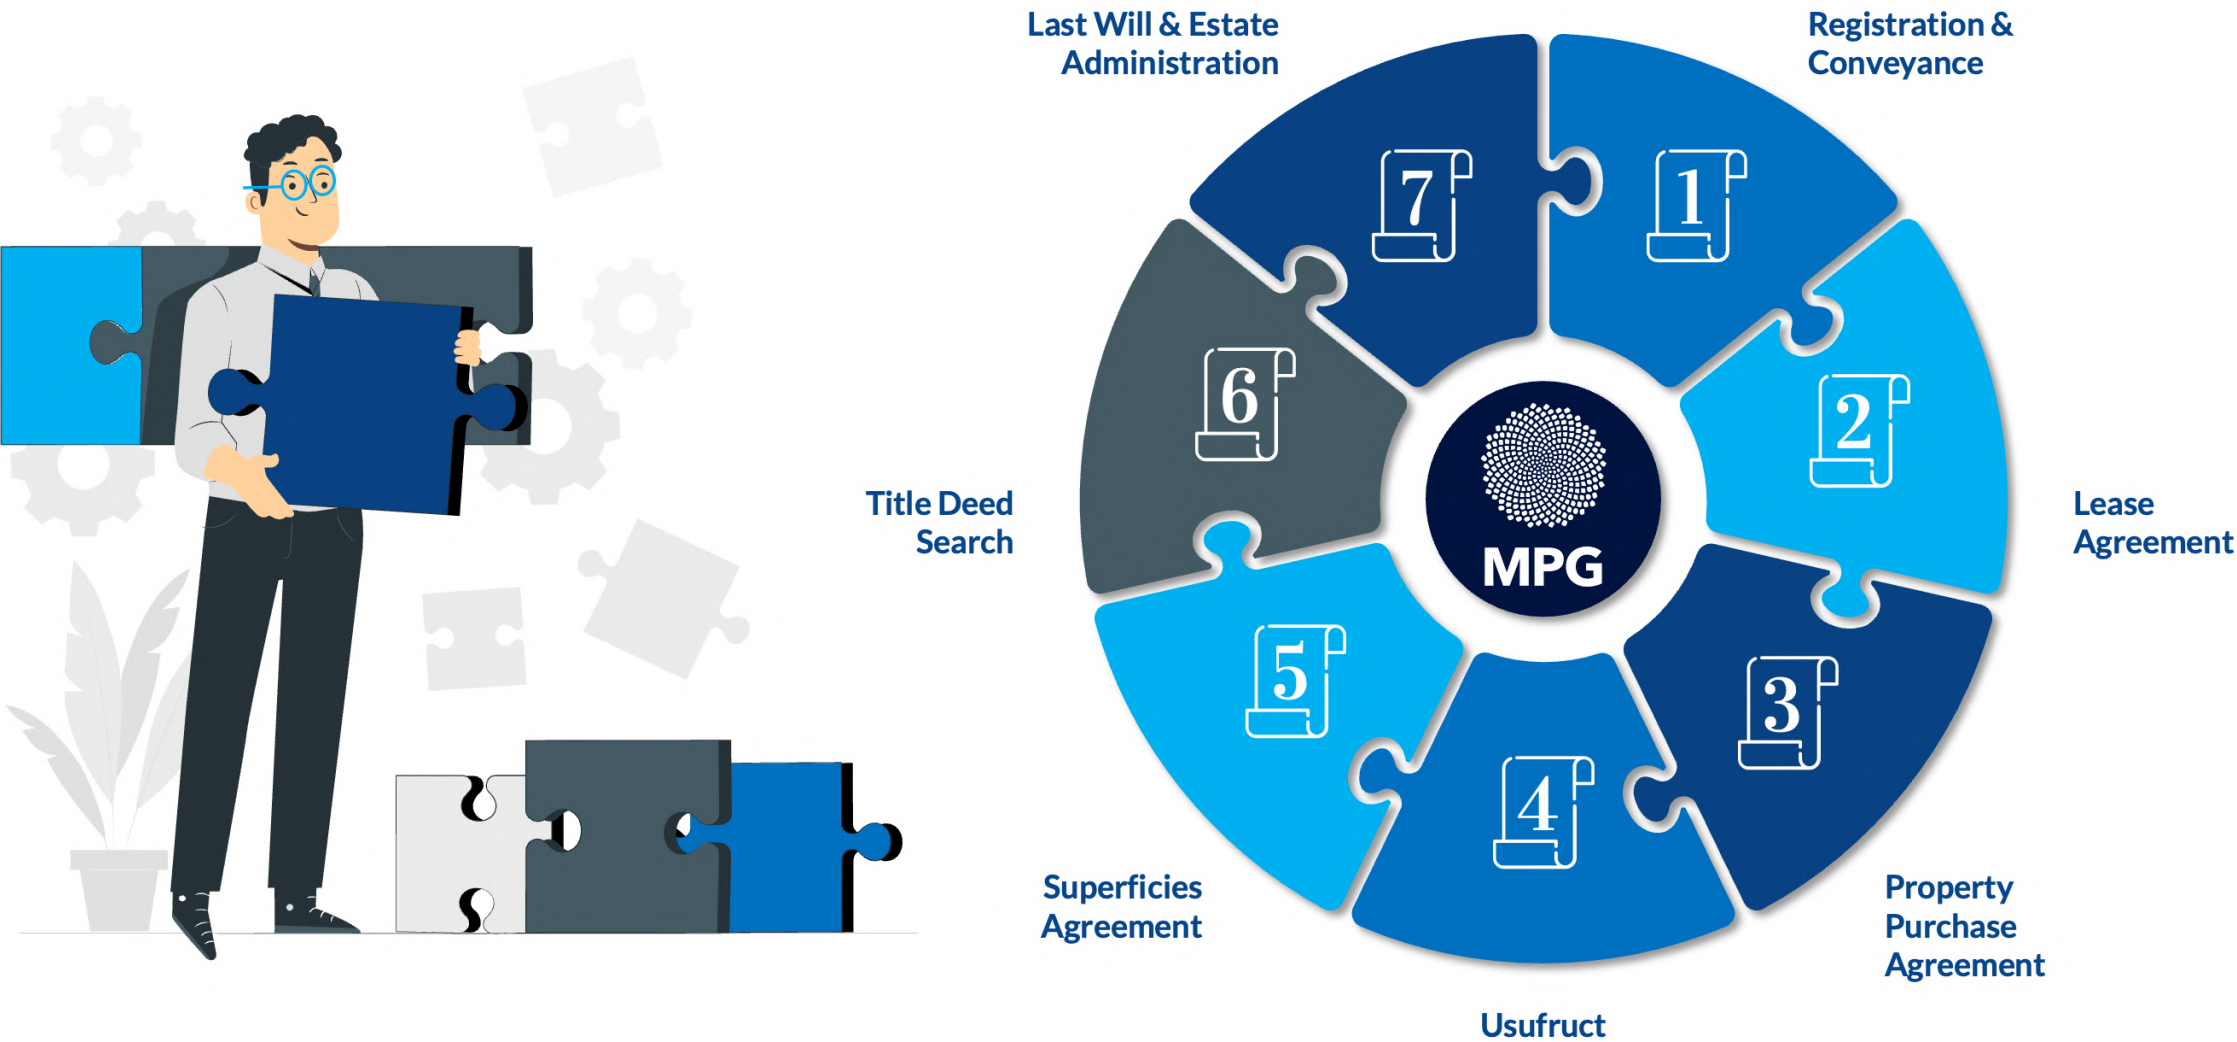 Last Will & Estate
Administration
Registration &
Conveyance
7
1
6
2
Title Deed
Search
Lease
Agreement
MPG
5
3
4
Superficies
Agreement
Property
Purchase
Agreement
Usufruct